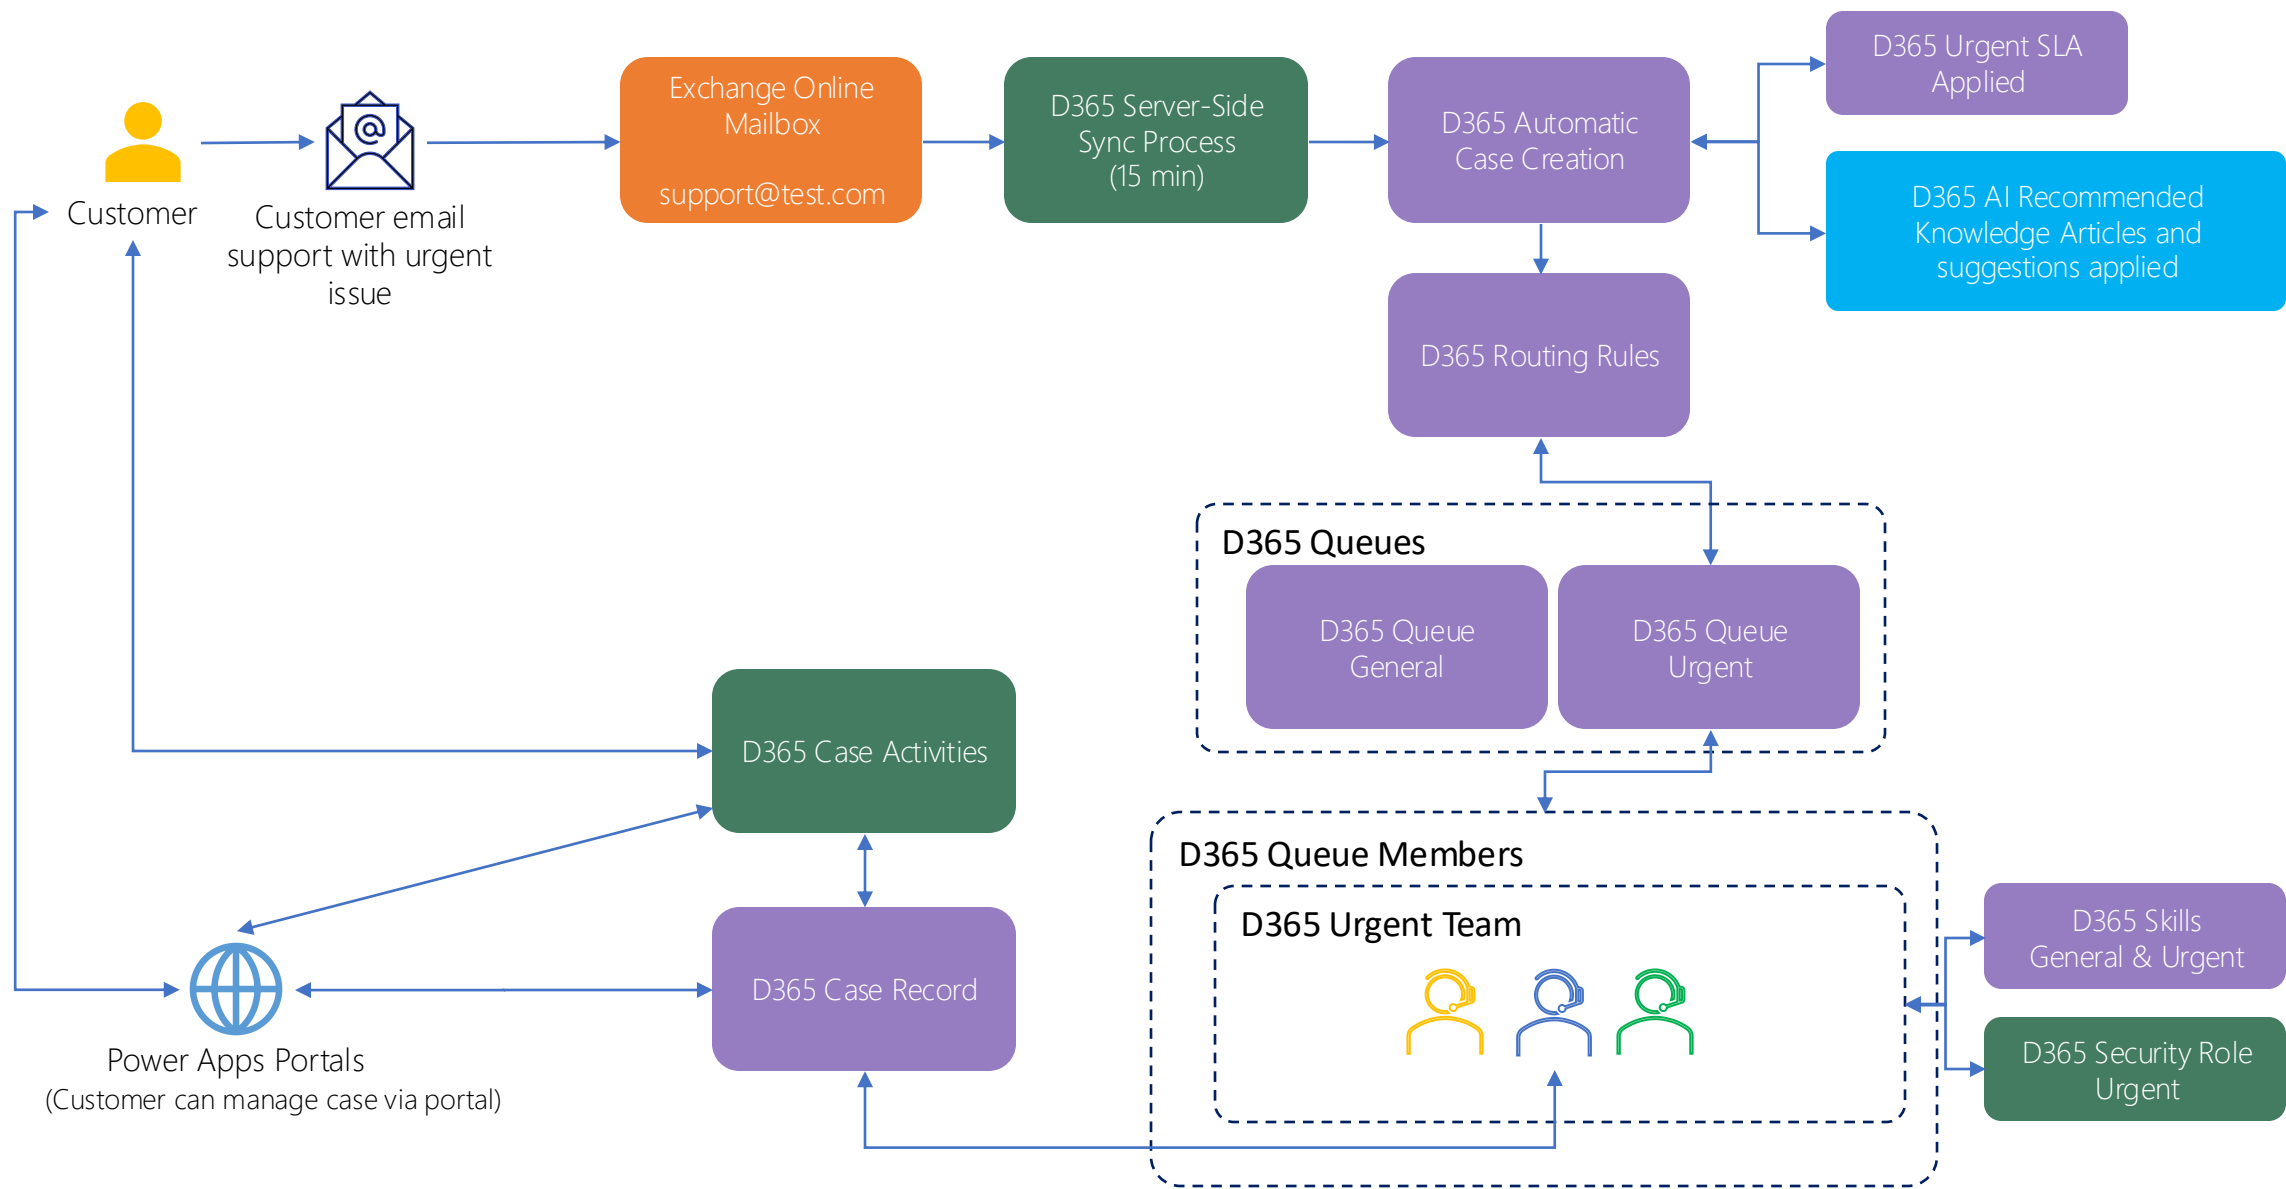 Customer
Customer email
support with urgent
issue
Exchange Online
Mailbox
support@test.com
D365 Server-Side
Sync Process
(15 min)
D365 Automatic
Case Creation
D365 Urgent SLA
Applied
D365 AI Recommended
Knowledge Articles and
suggestions applied
D365 Routing Rules
D365 Queues
D365 Queue
General
D365 Queue
Urgent
D365 Case Activities
D365 Queue Members
D365 Urgent Team
D365 Skills
General & Urgent
D365 Security Role
Urgent
D365 Case Record
Power Apps Portals
(Customer can manage case via portal)